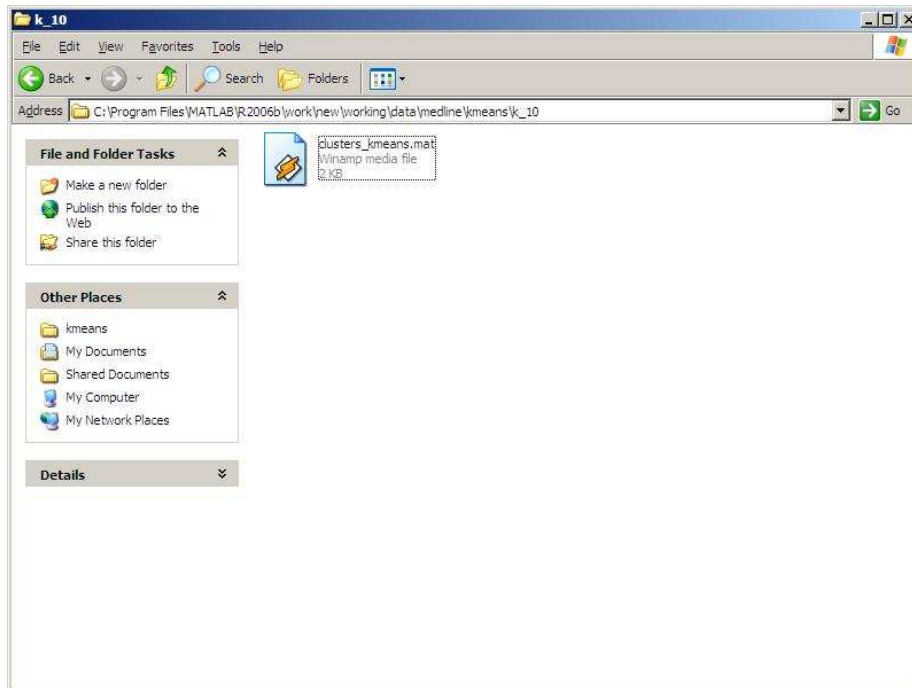 k_10
File Edit View Favorites Tools Help
Back Search Folders
Address C:\Program Files\MATLAB\R2006b\work\new\working\data\medline\kmeans\k_10 Go
File and Folder Tasks
Make a new folder
Publish this folder to the
Web
Share this folder
Other Places
kmeans
My Documents
Shared Documents
My Computer
My Network Places
Details
clusters_kmeans.mat
Winamp media file
2 KB